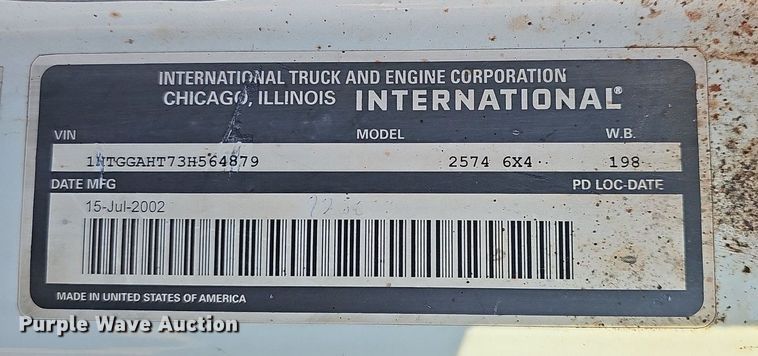 INTERNATIONAL TRUCK AND ENGINE CORPORATION
CHICAGO, ILLINOIS INTERNATIONAL®
VIN MODEL W.B.
1HTGGAHT73H564879 2574 6X4 198
DATE MFG PD LOC-DATE
15-Jul-2002
MADE IN UNITED STATES OF AMERICA
Purple Wave Auction